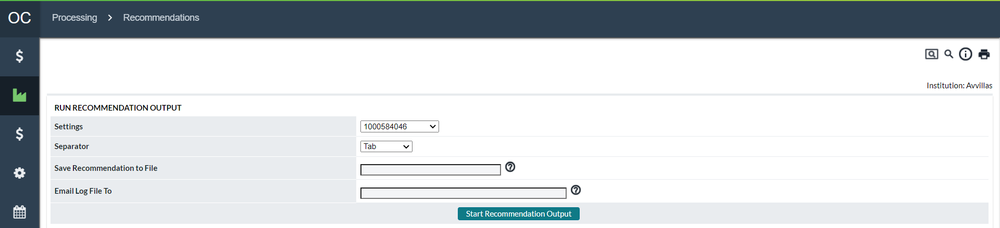 OC
Processing > Recommendations
Institution: Avvillas
RUN RECOMMENDATION OUTPUT
Settings 1000584046
Separator Tab
Save Recommendation to File
Email Log File To
Start Recommendation Output